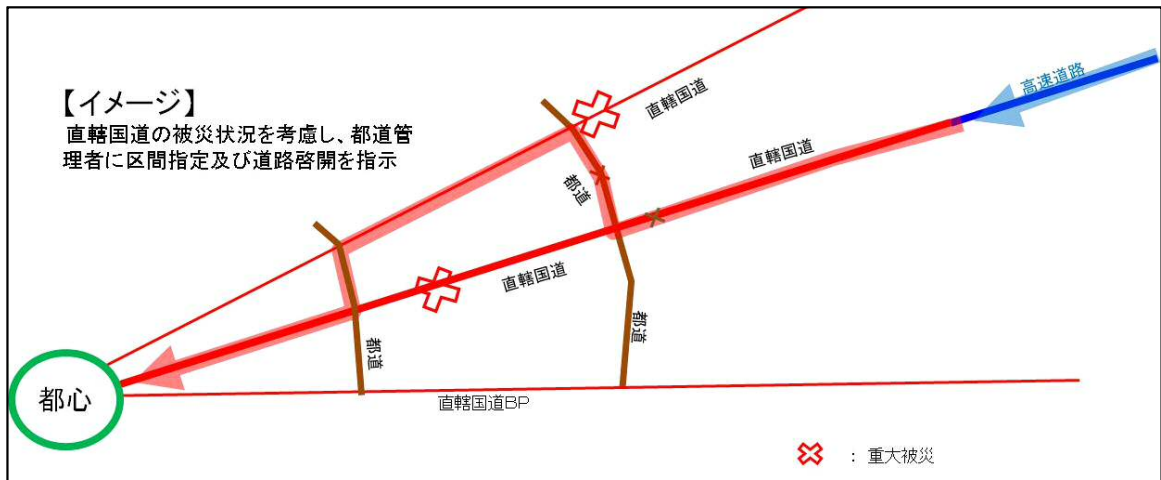 【イメージ】
直轄国道の被災状況を考慮し、都道管
理者に区間指定及び道路啓開を指示
高速道路
直轄国道
直轄国道
都道
直轄国道
都道
都道
都心
直轄国道BP
： 重大被災